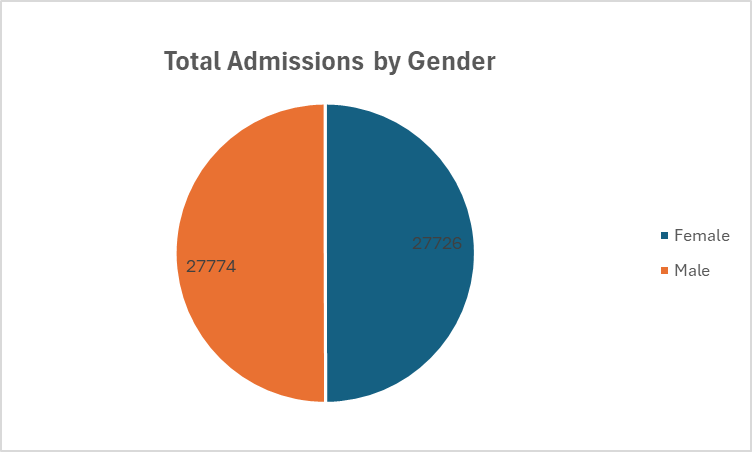 Total Admissions by Gender
27726
27774
Female
Male